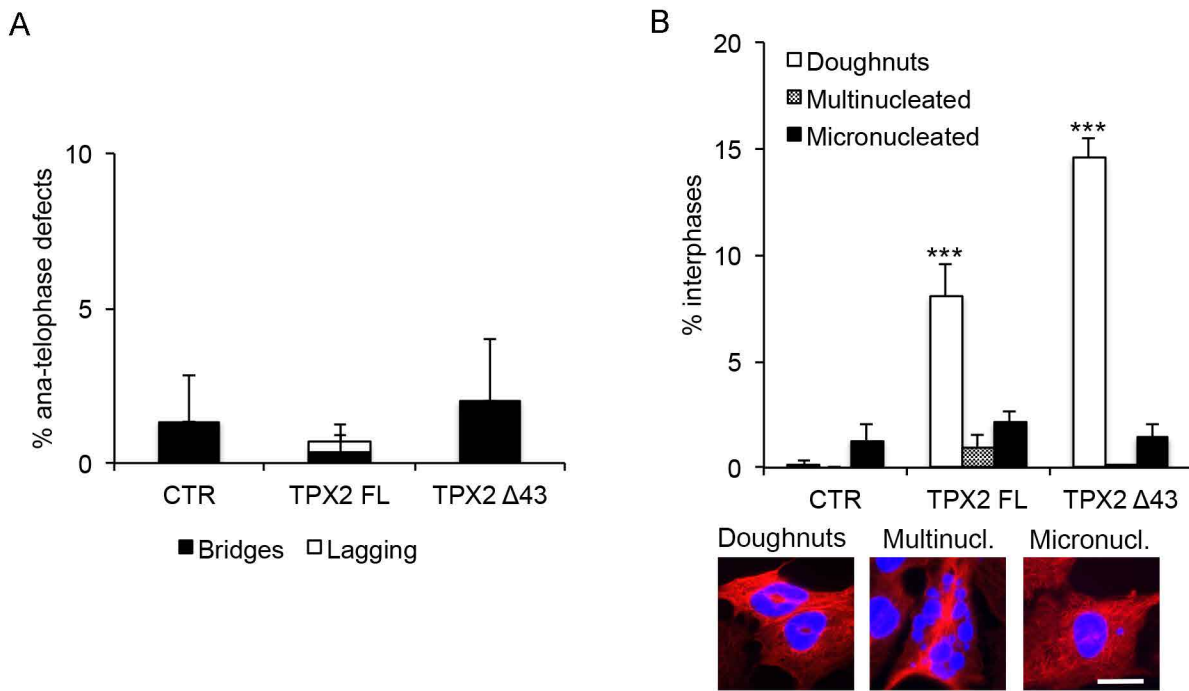 A
% ana-telophase defects
10
5
0
CTR
TPX2 FL
TPX2 Δ43
Bridges
Lagging
B
% interphases
20
15
10
5
0
Doughnuts
Multinucleated
Micronucleated
***
***
CTR
TPX2 FL
TPX2 Δ43
Doughnuts
Multinucl.
Micronucl.